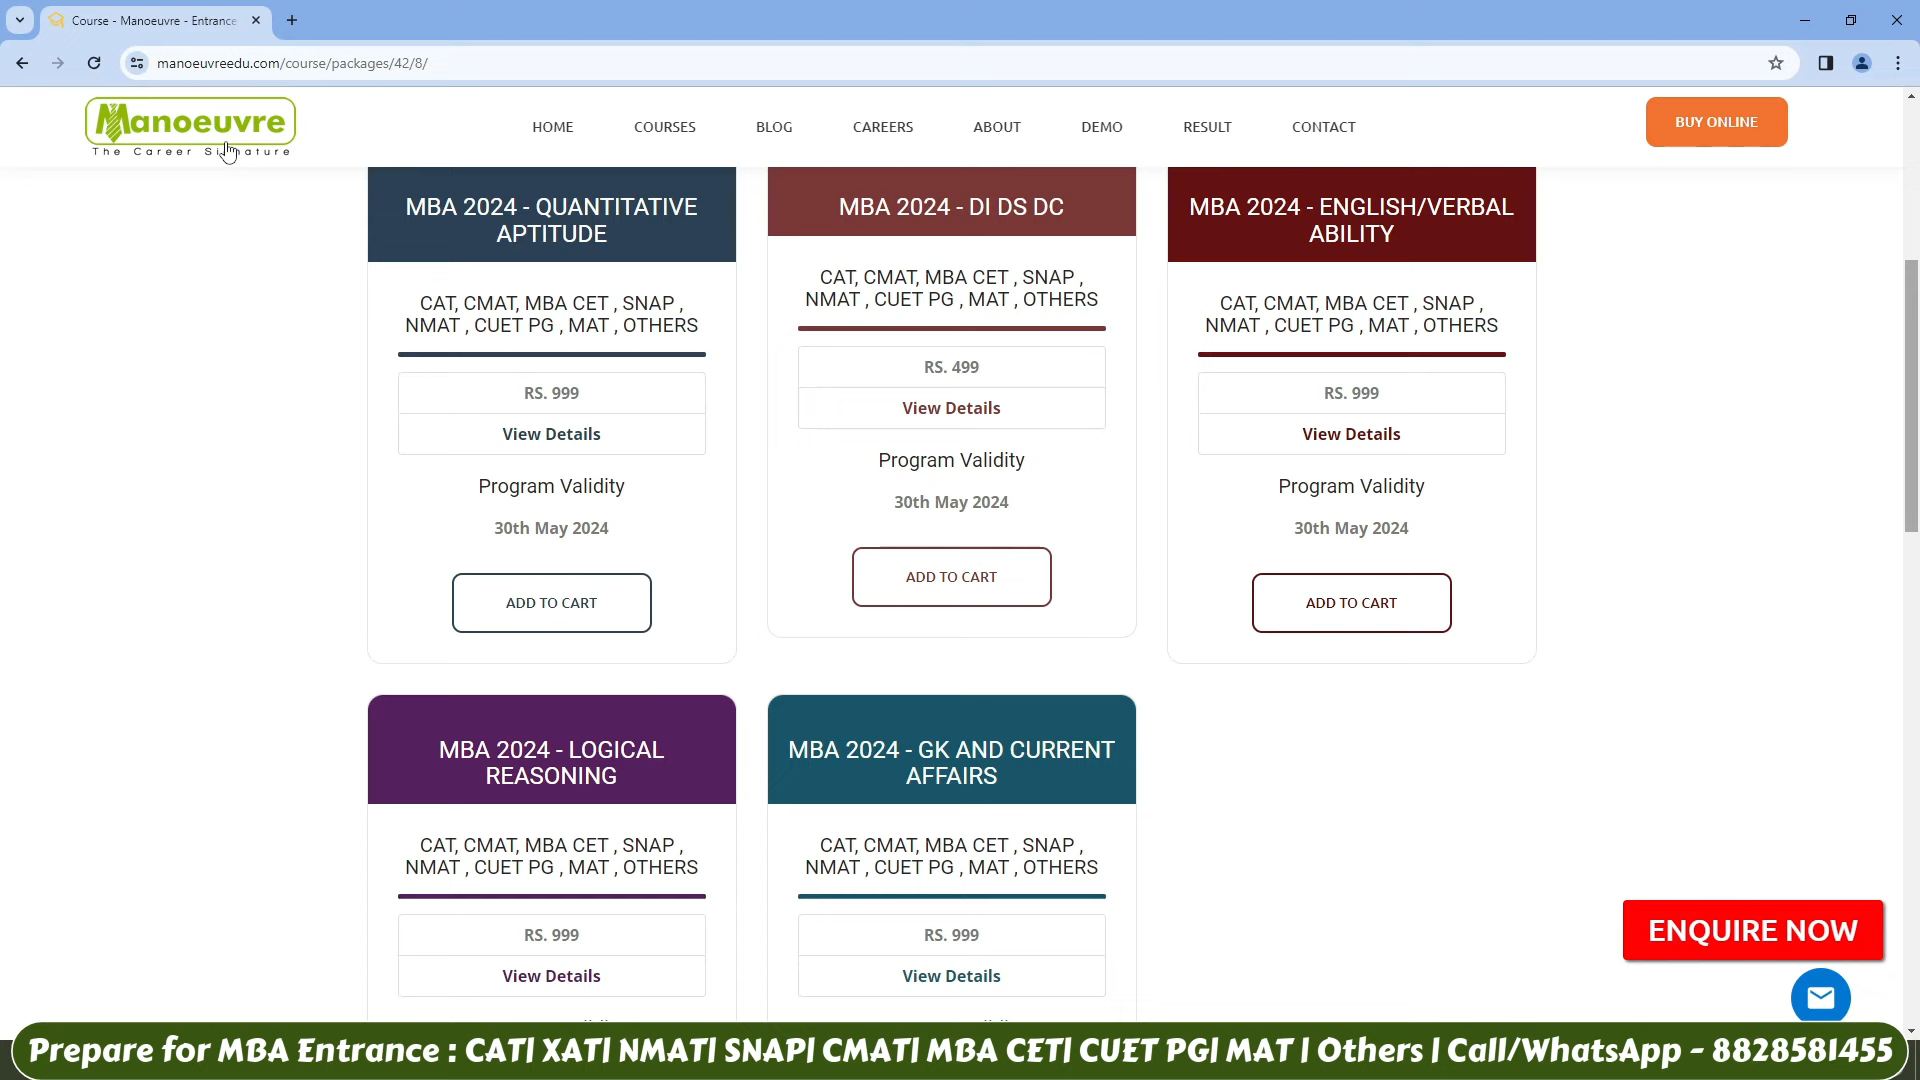 Course - Manoeuvre - Entrance
manoeuvreedu.com/course/packages/42/8/
Manoeuvre
The Career Signature
HOME
COURSES
BLOG
CAREERS
ABOUT
DEMO
RESULT
CONTACT
BUY ONLINE
MBA 2024 - QUANTITATIVE
APTITUDE
CAT, CMAT, MBA CET , SNAP ,
NMAT , CUET PG , MAT , OTHERS
RS. 999
View Details
Program Validity
30th May 2024
ADD TO CART
MBA 2024 - DI DS DC
CAT, CMAT, MBA CET , SNAP ,
NMAT , CUET PG , MAT , OTHERS
RS. 499
View Details
Program Validity
30th May 2024
ADD TO CART
MBA 2024 - ENGLISH/VERBAL
ABILITY
CAT, CMAT, MBA CET , SNAP ,
NMAT , CUET PG , MAT , OTHERS
RS. 999
View Details
Program Validity
30th May 2024
ADD TO CART
MBA 2024 - LOGICAL
REASONING
CAT, CMAT, MBA CET , SNAP ,
NMAT , CUET PG , MAT , OTHERS
RS. 999
View Details
MBA 2024 - GK AND CURRENT
AFFAIRS
CAT, CMAT, MBA CET , SNAP ,
NMAT , CUET PG , MAT , OTHERS
RS. 999
View Details
ENQUIRE NOW
Prepare for MBA Entrance : CAT| XAT| NMAT| SNAP| CMAT| MBA CET| CUET PG| MAT | Others | Call/WhatsApp - 8828581455